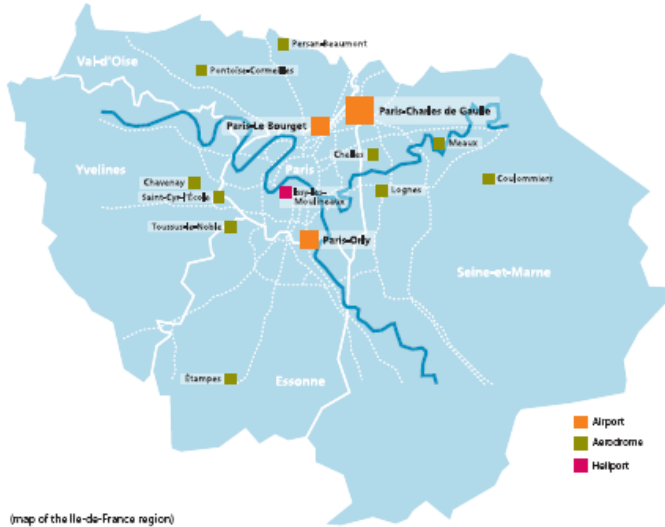 Persan-Beaumont
Val-d'Oise
Pontoise-Cormeilles
Paris-Charles de Gaulle
Paris-Le Bourget
Meaux
Chelles
Yvelines
Paris
Coulommiers
Chavenay
Lognes
Issy-les-
Moulineaux
Saint-Cyr-l'École
Toussus-le-Noble
Paris-Orly
Seine-et-Marne
Étampes
Essonne
Airport
Aerodrome
Heliport
(map of the Ile-de-France region)